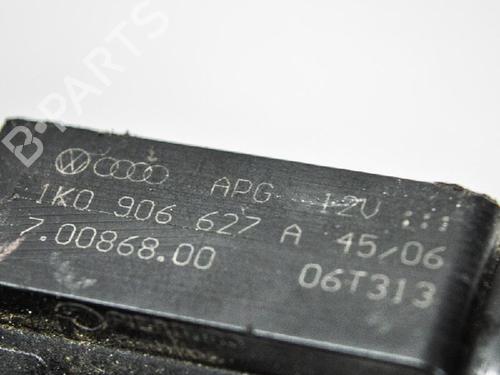 APG 12V
1K0 906 627 A 45/06
7.00868.00 06T313
B-PARTS